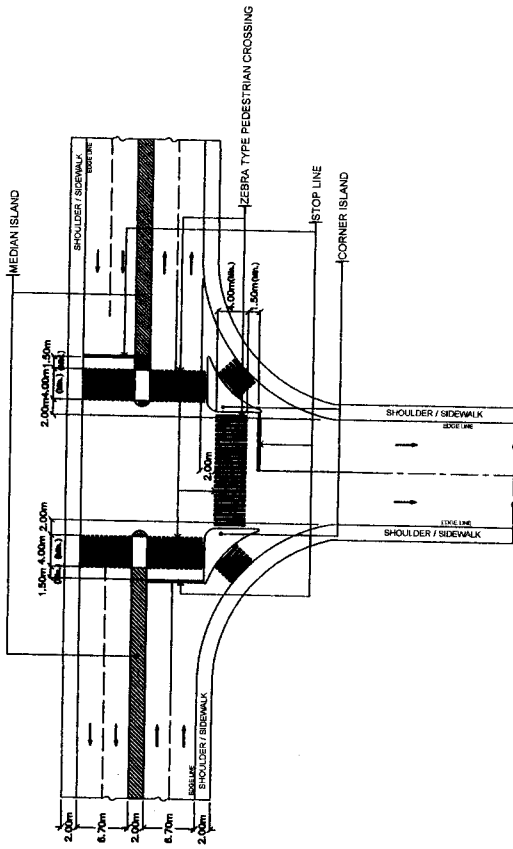 MEDIAN ISLAND
ZEBRA TYPE PEDESTRIAN CROSSING
STOP LINE
CORNER ISLAND
SHOULDER / SIDEWALK
EDGE LINE
2.00m
4.00m
(Min.)
1.50m
(Min.)
4.00m(Min.)
1.50m(Min.)
2.00m
1.50m
(Min.)
4.00m
(Min.)
2.00m
SHOULDER / SIDEWALK
EDGE LINE
EDGE LINE
SHOULDER / SIDEWALK
EDGE LINE
SHOULDER / SIDEWALK
2.00m
6.70m
2.00m
6.70m
2.00m